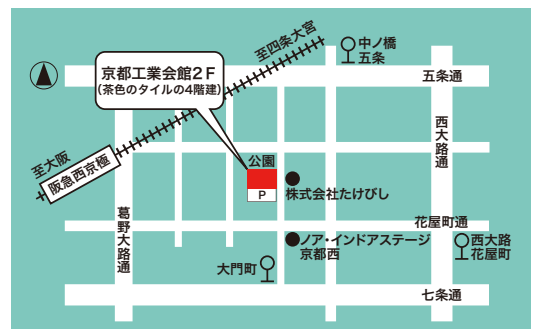 至四条大宮
中ノ橋
五条
京都工業会館2F
(茶色のタイルの4階建)
五条通
西大路通
至大阪
阪急西京極
公園
P
株式会社たけびし
葛野大路通
花屋町通
ノア・インドアステージ
京都西
西大路
花屋町
大門町
七条通